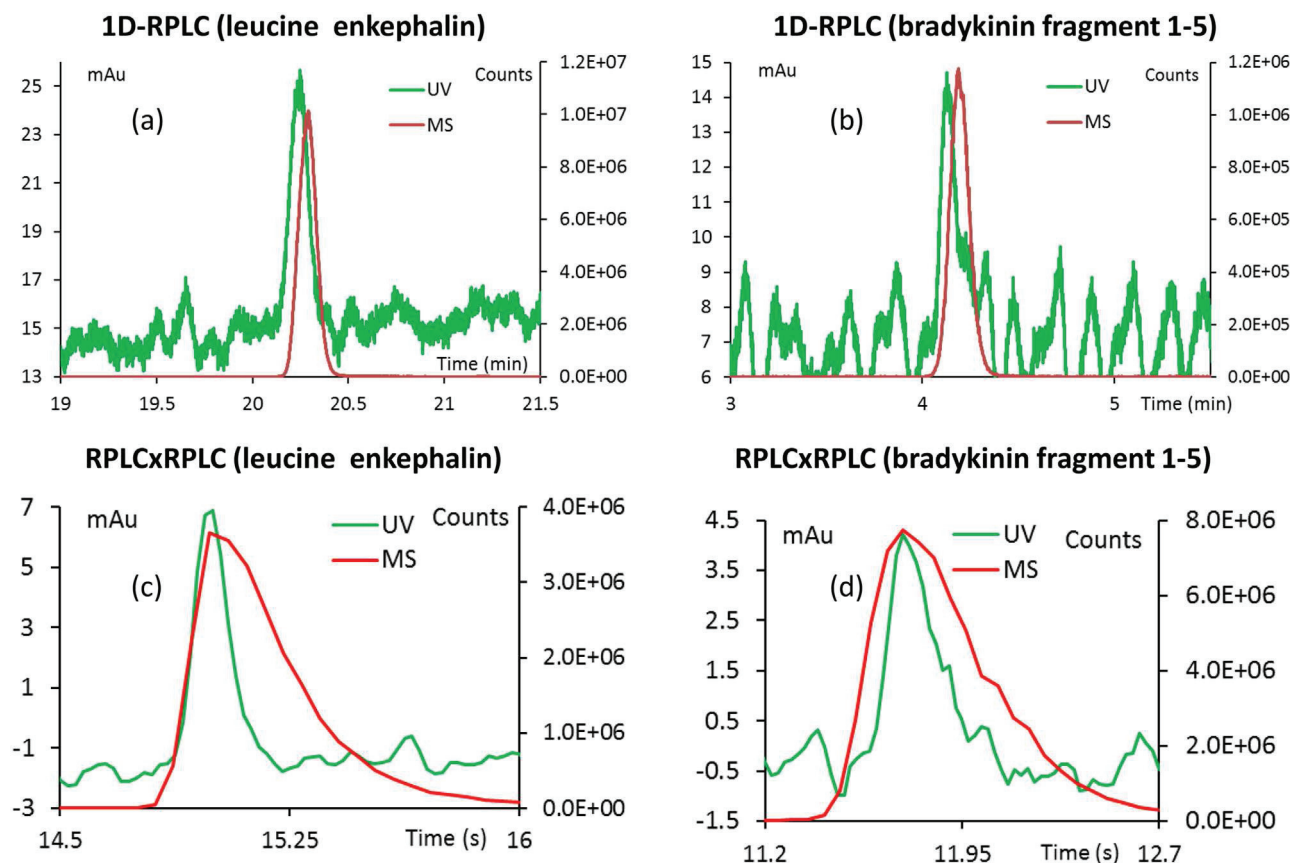 1D-RPLC (leucine enkephalin)
mAu
Counts
(a)
UV
MS
25
23
21
19
17
15
13
1.2E+07
1.0E+07
8.0E+06
6.0E+06
4.0E+06
2.0E+06
0.0E+00
Time (min)
19 19.5 20 20.5 21 21.5
1D-RPLC (bradykinin fragment 1-5)
mAu
Counts
(b)
UV
MS
15
14
13
12
11
10
9
8
7
6
1.2E+06
1.0E+06
8.0E+05
6.0E+05
4.0E+05
2.0E+05
0.0E+00
3 4 5 Time (min)
RPLCxRPLC (leucine enkephalin)
mAu
Counts
(c)
UV
MS
7
5
3
1
-1
-3
4.0E+06
3.0E+06
2.0E+06
1.0E+06
0.0E+00
14.5 15.25 Time (s) 16
RPLCxRPLC (bradykinin fragment 1-5)
mAu
Counts
(d)
UV
MS
4.5
3.5
2.5
1.5
0.5
-0.5
-1.5
8.0E+06
6.0E+06
4.0E+06
2.0E+06
0.0E+00
11.2 11.95 Time (s) 12.7